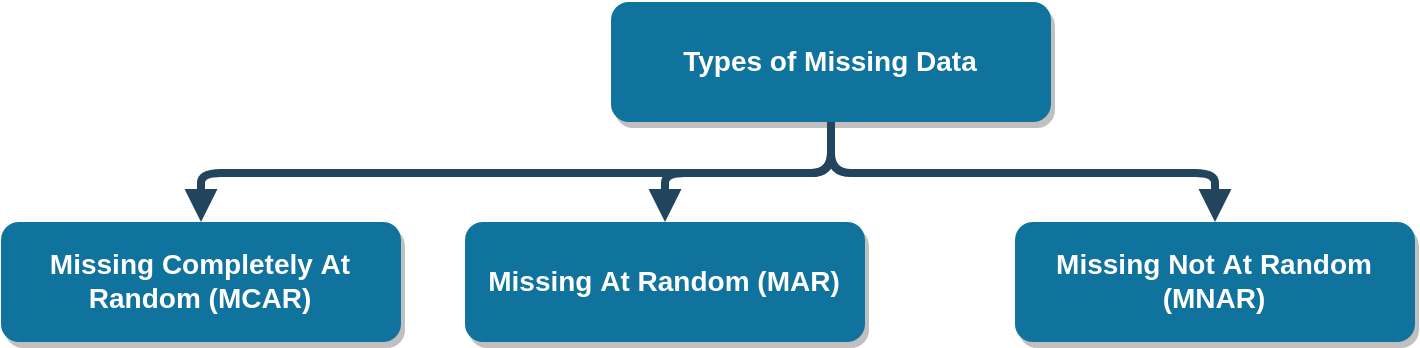 Types of Missing Data
Missing Completely At
Random (MCAR)
Missing At Random (MAR)
Missing Not At Random
(MNAR)